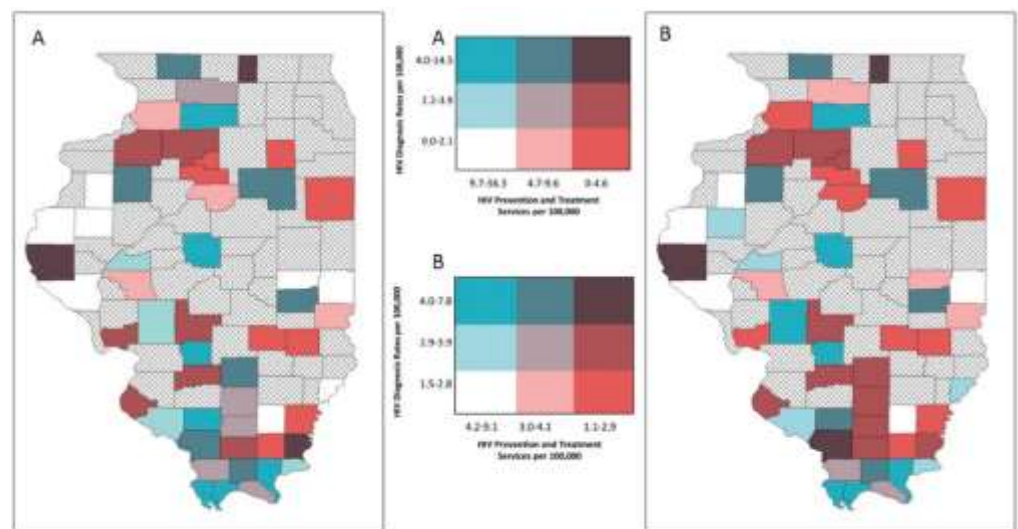 A
A
HIV Diagnosis Rates per 100,000
4.0-14.5
2.2-3.9
0.0-2.1
9.7-56.5
4.7-9.6
0-4.6
HIV Prevention and Treatment
Services per 100,000
B
HIV Diagnosis Rates per 100,000
4.0-7.8
2.9-3.9
1.5-2.8
4.2-9.1
3.0-4.1
1.1-2.9
HIV Prevention and Treatment
Services per 100,000
B